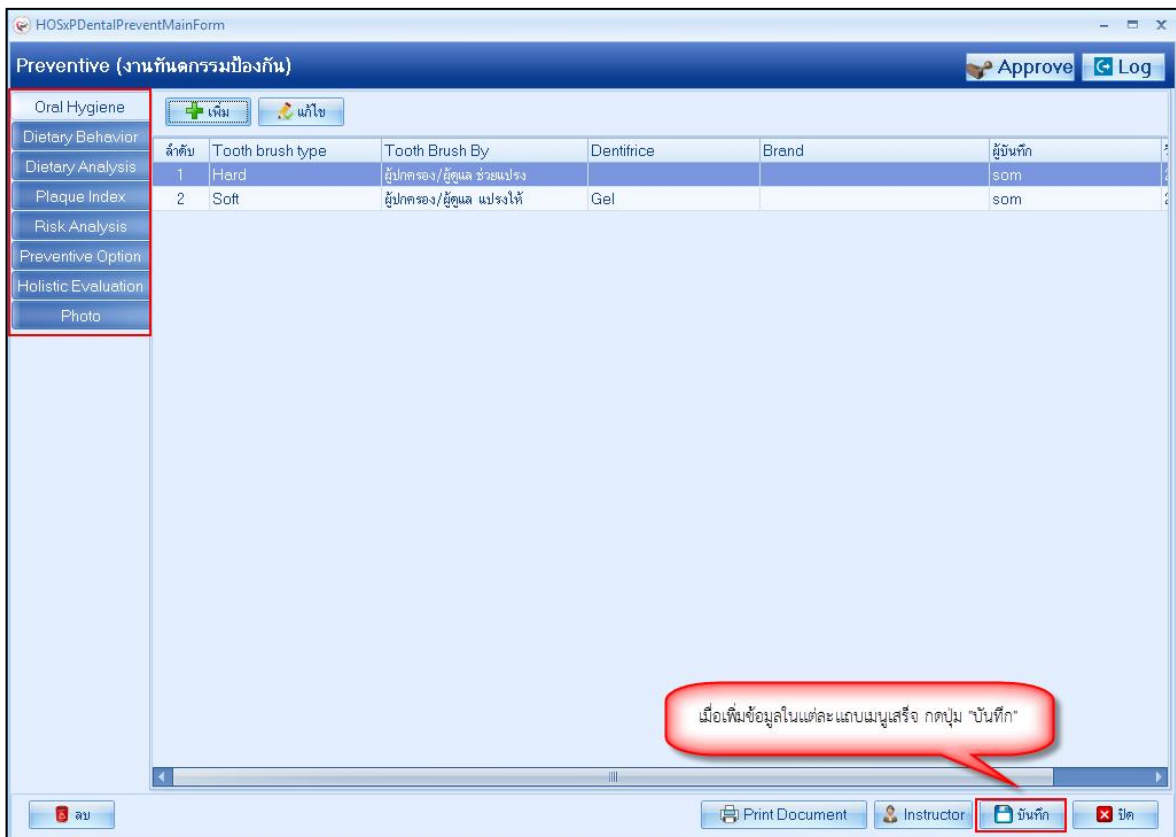 HOSxPDentalPreventMainForm
Preventive (งานทันตกรรมป้องกัน)
Approve
Log
Oral Hygiene
Dietary Behavior
Dietary Analysis
Plaque Index
Risk Analysis
Preventive Option
Holistic Evaluation
Photo
เพิ่ม
แก้ไข
ลำดับ Tooth brush type Tooth Brush By Dentifrice Brand ผู้บันทึก
1 Hard ผู้ปกครอง/ผู้ดูแล ช่วยแปรง som
2 Soft ผู้ปกครอง/ผู้ดูแล แปรงให้ Gel som
เมื่อเพิ่มข้อมูลในแต่ละแถบเมนูเสร็จ กดปุ่ม "บันทึก"
ลบ
Print Document
Instructor
บันทึก
ปิด